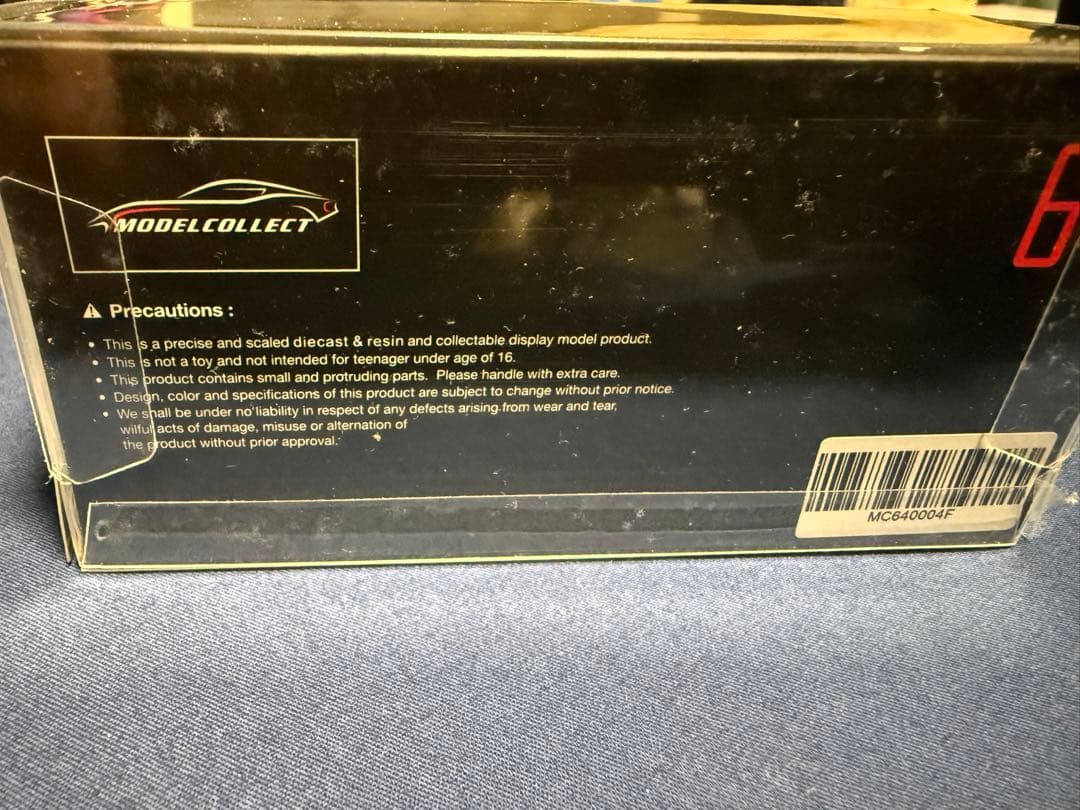 MODELCOLLECT
6
Precautions :
• This is a precise and scaled diecast & resin and collectable display model product.
• This is not a toy and not intended for teenager under age of 16.
• This product contains small and protruding parts. Please handle with extra care.
• Design, color and specifications of this product are subject to change without prior notice.
• We shall be under no liability in respect of any defects arising from wear and tear,
wilful acts of damage, misuse or alternation of
the product without prior approval.
MC640004F